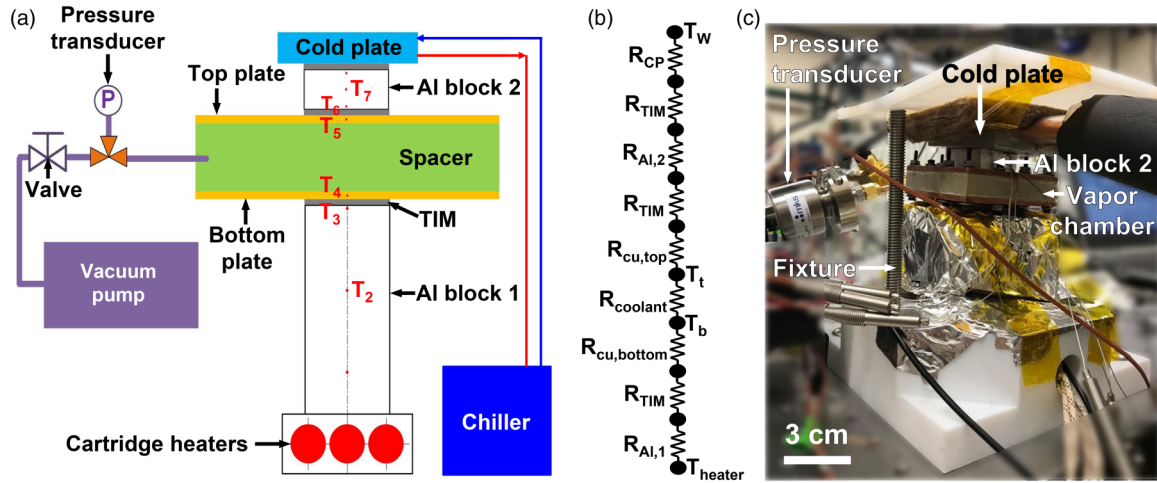 (a)
Pressure
transducer
P
Valve
Vacuum
pump
Top plate
Bottom
plate
Cold plate
T7
T6
T5
Al block 2
Spacer
T4
T3
TIM
T2
Al block 1
Cartridge heaters
Chiller
(b)
TW
RCP
RTIM
RAl,2
RTIM
Rcu,top
Tt
Rcoolant
Tb
Rcu,bottom
RTIM
RAl,1
Theater
(c)
Pressure
transducer
Cold plate
mks
Al block 2
Vapor
chamber
Fixture
3 cm